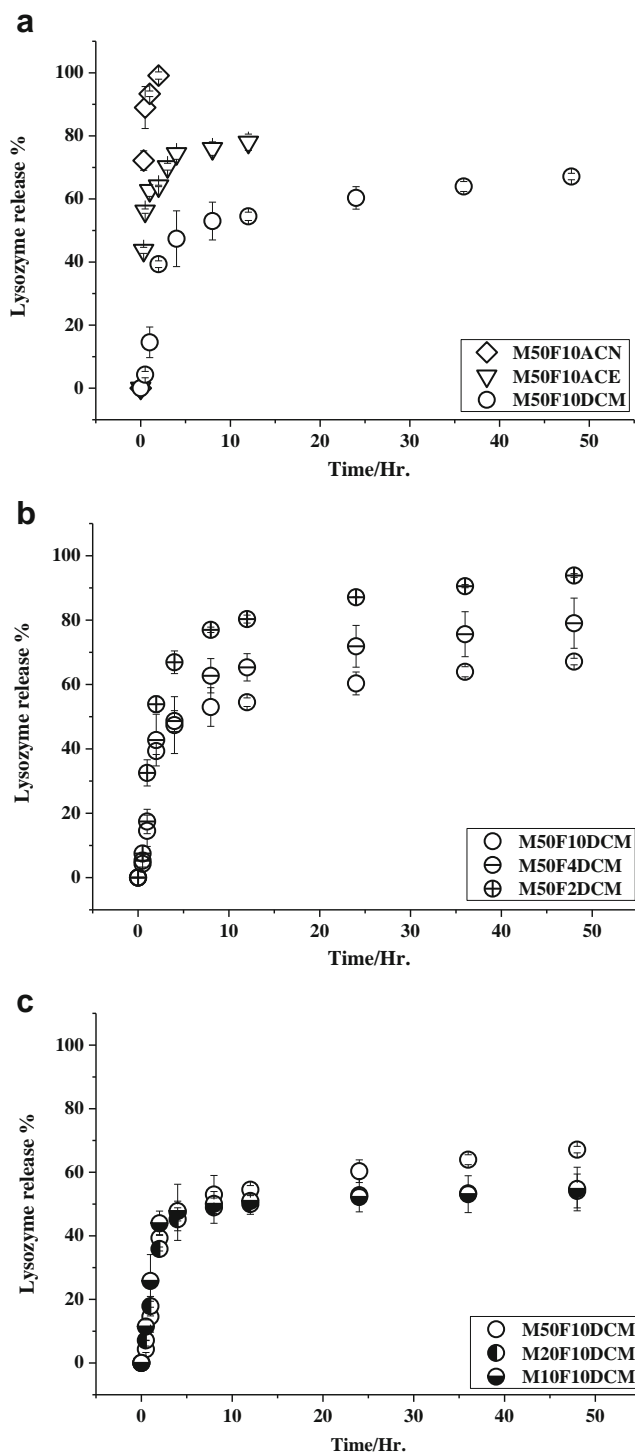 a
100
80
60
40
20
0
Lysozyme release %
M50F10ACN
M50F10ACE
M50F10DCM
0 10 20 30 40 50
Time/Hr.
b
100
80
60
40
20
0
Lysozyme release %
M50F10DCM
M50F4DCM
M50F2DCM
0 10 20 30 40 50
Time/Hr.
c
100
80
60
40
20
0
Lysozyme release %
M50F10DCM
M20F10DCM
M10F10DCM
0 10 20 30 40 50
Time/Hr.